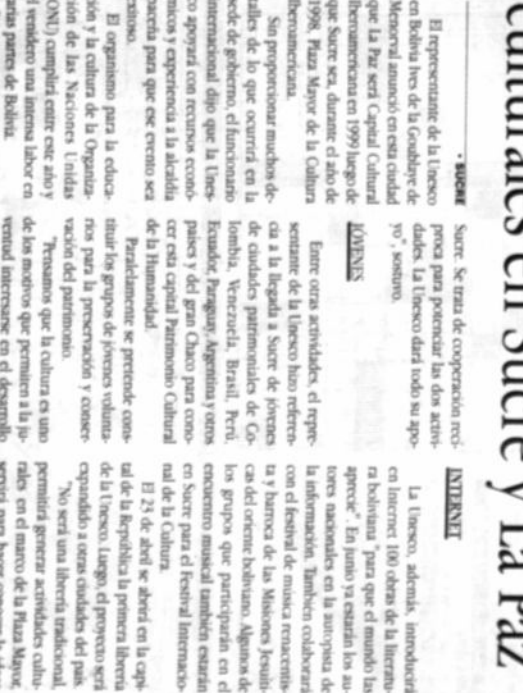 culturales en Sucre y La Paz
• SUCRE
El representante de la Unesco
en Bolivia Ives de la Goublaye de
Menorval anunció en esta ciudad
que La Paz será Capital Cultural
Iberoamericana en 1999 luego de
que Sucre sea, durante el año de
1998, Plaza Mayor de la Cultura
Iberoamericana.
Sin proporcionar muchos de-
talles de lo que ocurrirá en la
sede de gobierno, el funcionario
internacional dijo que la Unes-
co apoyará con recursos econó-
micos y experiencia a la alcaldía
paceña para que ese evento sea
exitoso.
El organismo para la educa-
ción y la cultura de la Organiza-
ción de las Naciones Unidas
(ONU) cumplirá entre este año y
el venidero una intensa labor en
varias partes de Bolivia.
Sucre. Se trata de cooperación recí-
proca para potenciar las dos activi-
dades. La Unesco dará todo su apo-
yo", sostuvo.
JÓVENES
Entre otras actividades, el repre-
sentante de la Unesco hizo referen-
cia a la llegada a Sucre de jóvenes
de ciudades patrimoniales de Co-
lombia, Venezuela, Brasil, Perú,
Ecuador, Paraguay, Argentina y otros
países y del gran Chaco para cono-
cer esta capital Patrimonio Cultural
de la Humanidad.
Paralelamente se pretende cons-
tituir los grupos de jóvenes volunta-
rios para la preservación y conser-
vación del patrimonio.
"Pensamos que la cultura es uno
de los motivos que permiten a la ju-
ventud interesarse en el desarrollo
INTERNET
La Unesco, además, introducirá
en Internet 100 obras de la literatu-
ra boliviana "para que el mundo las
aprecie". En junio ya estarán los au-
tores nacionales en la autopista de
la información. También colaborará
con el festival de música renacentis-
ta y barroca de las Misiones Jesuíti-
cas del oriente boliviano. Algunos de
los grupos que participarán en el
encuentro musical también estarán
en Sucre para el Festival Internacio-
nal de la Cultura.
El 23 de abril se abrirá en la capi-
tal de la República la primera librería
de la Unesco. Luego, el proyecto será
expandido a otras ciudades del país.
"No será una librería tradicional,
permitirá generar actividades cultu-
rales en el marco de la Plaza Mayor,
servirá para hacer